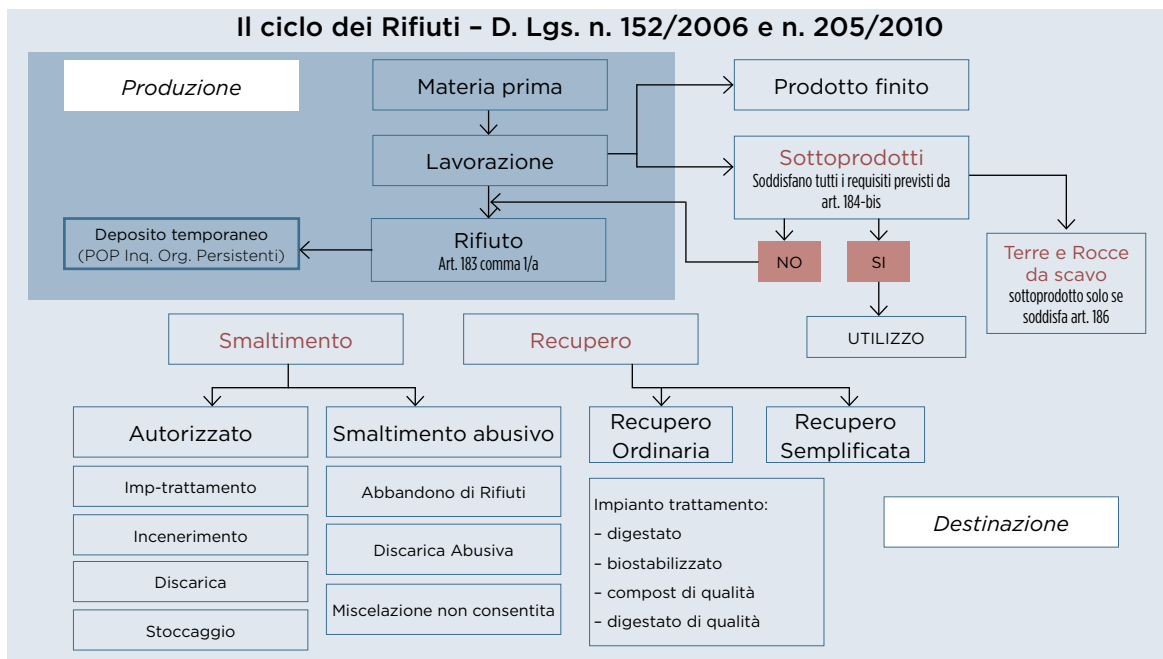 Il ciclo dei Rifiuti – D. Lgs. n. 152/2006 e n. 205/2010
Produzione
Materia prima
Prodotto finito
Lavorazione
Sottoprodotti
Soddisfano tutti i requisiti previsti da
art. 184-bis
Deposito temporaneo
(POP Inq. Org. Persistenti)
Rifiuto
Art. 183 comma 1/a
NO
SI
Terre e Rocce
da scavo
sottoprodotto solo se
soddisfa art. 186
UTILIZZO
Smaltimento
Recupero
Autorizzato
Smaltimento abusivo
Recupero
Ordinaria
Recupero
Semplificata
Imp-trattamento
Incenerimento
Discarica
Stoccaggio
Abbandono di Rifiuti
Discarica Abusiva
Miscelazione non consentita
Impianto trattamento:
– digestato
– biostabilizzato
– compost di qualità
– digestato di qualità
Destinazione